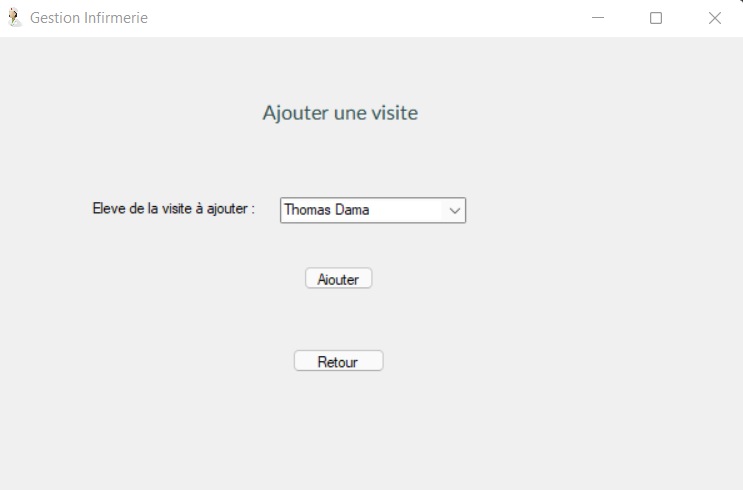 Gestion Infirmerie
Ajouter une visite
Eleve de la visite à ajouter : Thomas Dama
Ajouter
Retour